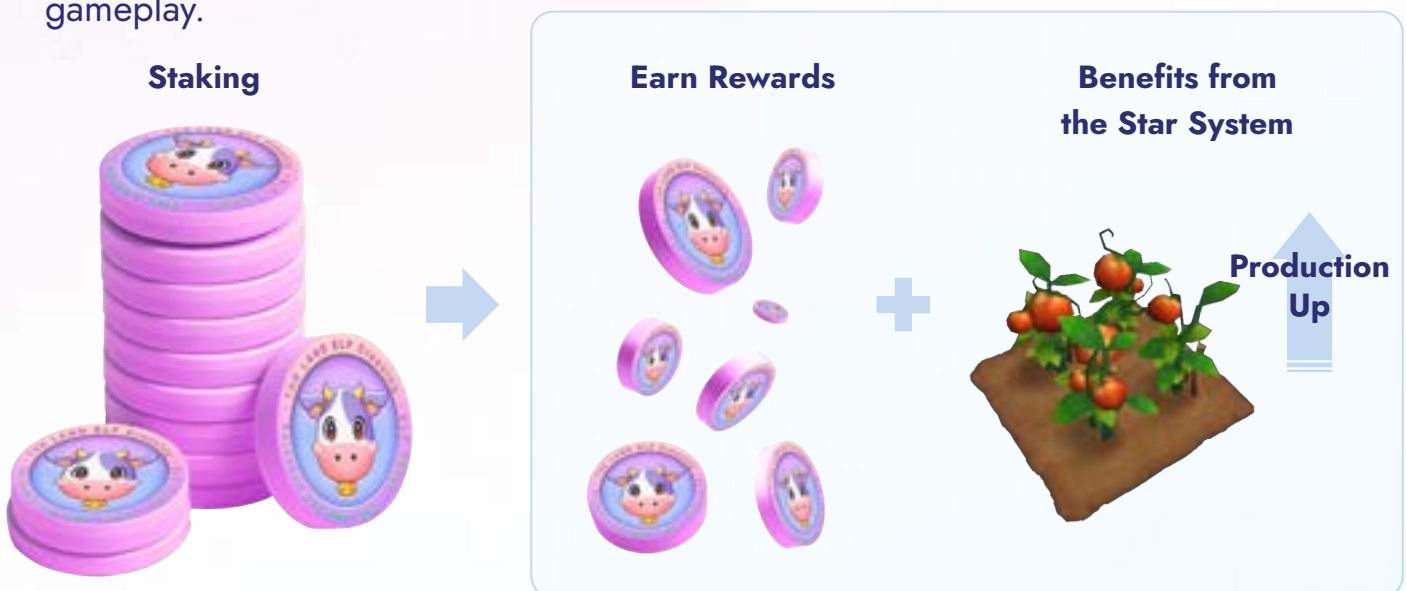 gameplay.
Staking
Earn Rewards
Benefits from
the Star System
Production
Up